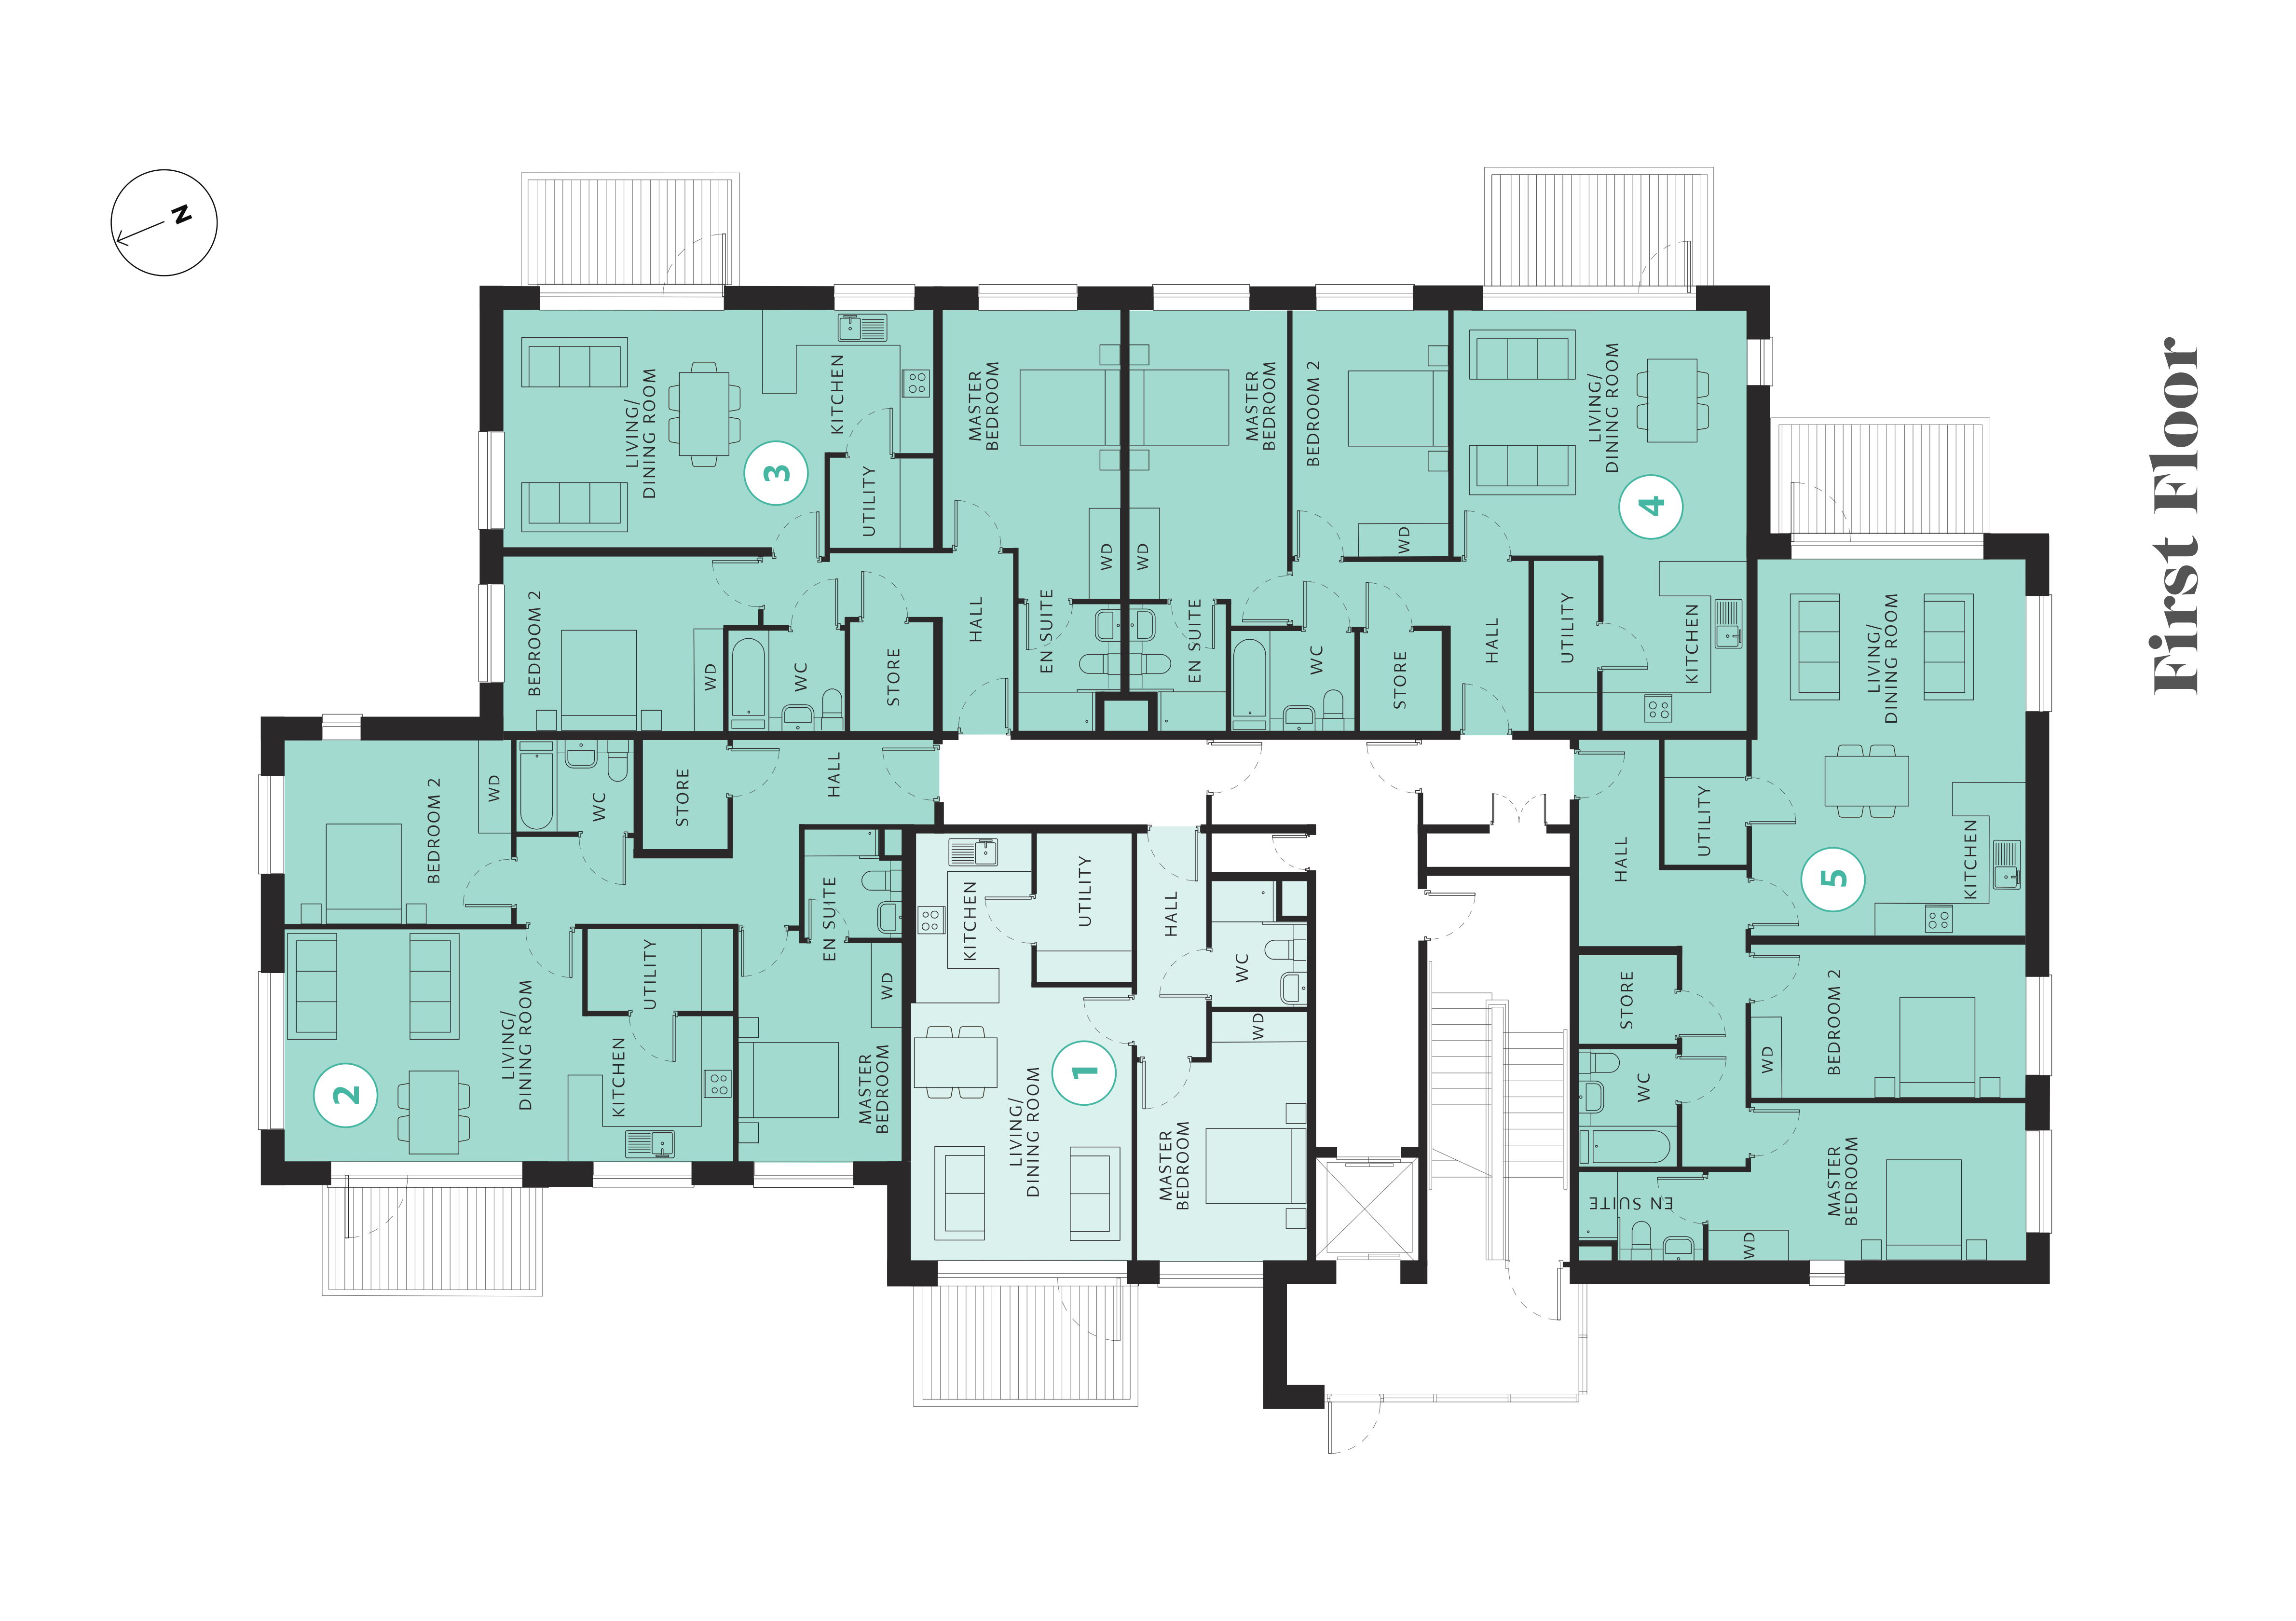 First Floor
N
3
LIVING/
DINING ROOM
KITCHEN
UTILITY
MASTER
BEDROOM
WD
EN SUITE
HALL
STORE
WC
WD
BEDROOM 2
4
MASTER
BEDROOM
WD
EN SUITE
BEDROOM 2
WD
LIVING/
DINING ROOM
KITCHEN
UTILITY
HALL
STORE
WC
2
BEDROOM 2
WD
WC
STORE
HALL
EN SUITE
WD
MASTER
BEDROOM
UTILITY
KITCHEN
LIVING/
DINING ROOM
1
KITCHEN
UTILITY
HALL
WC
WD
MASTER
BEDROOM
LIVING/
DINING ROOM
5
LIVING/
DINING ROOM
KITCHEN
UTILITY
HALL
STORE
WC
BEDROOM 2
WD
MASTER
BEDROOM
WD
EN SUITE